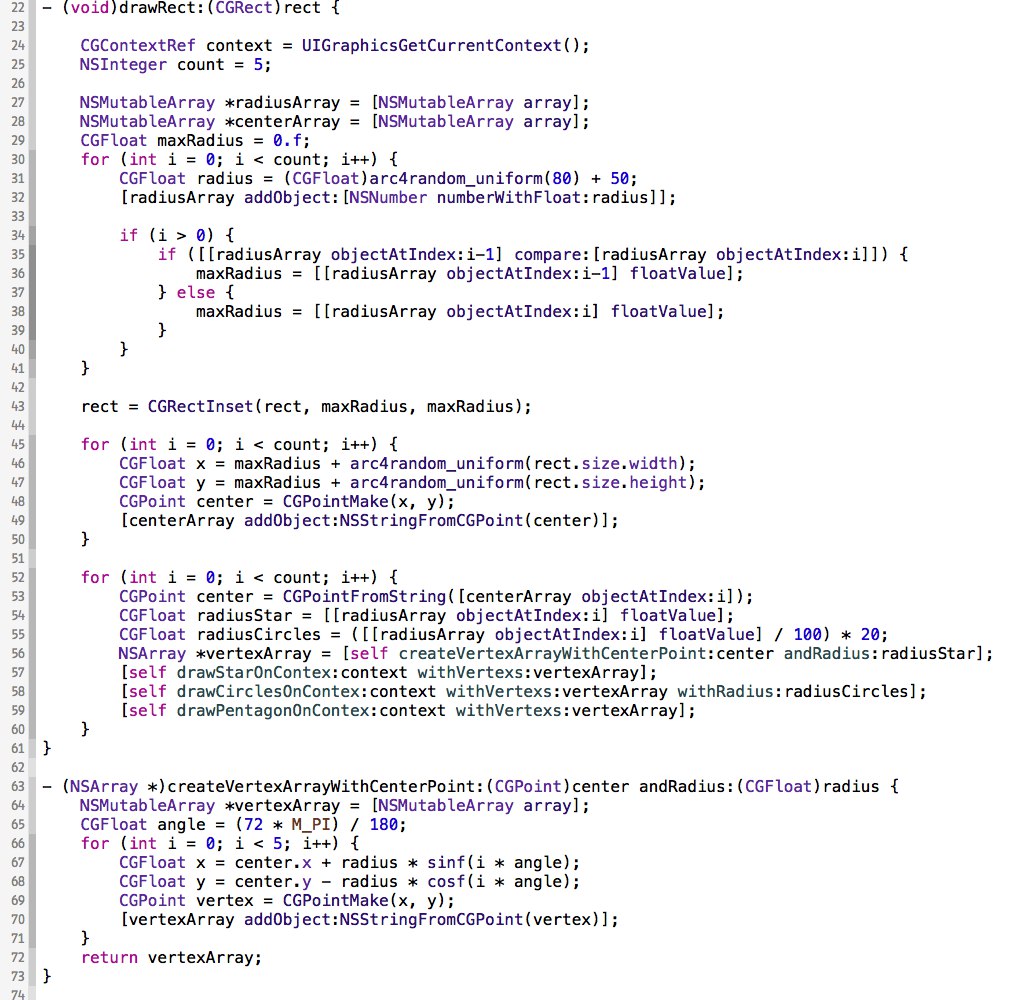 22 - (void)drawRect:(CGRect)rect {
23
24     CGContextRef context = UIGraphicsGetCurrentContext();
25     NSInteger count = 5;
26
27     NSMutableArray *radiusArray = [NSMutableArray array];
28     NSMutableArray *centerArray = [NSMutableArray array];
29     CGFloat maxRadius = 0.f;
30     for (int i = 0; i < count; i++) {
31         CGFloat radius = (CGFloat)arc4random_uniform(80) + 50;
32         [radiusArray addObject:[NSNumber numberWithFloat:radius]];
33
34         if (i > 0) {
35             if ([[radiusArray objectAtIndex:i-1] compare:[radiusArray objectAtIndex:i]]) {
36                 maxRadius = [[radiusArray objectAtIndex:i-1] floatValue];
37             } else {
38                 maxRadius = [[radiusArray objectAtIndex:i] floatValue];
39             }
40         }
41     }
42
43     rect = CGRectInset(rect, maxRadius, maxRadius);
44
45     for (int i = 0; i < count; i++) {
46         CGFloat x = maxRadius + arc4random_uniform(rect.size.width);
47         CGFloat y = maxRadius + arc4random_uniform(rect.size.height);
48         CGPoint center = CGPointMake(x, y);
49         [centerArray addObject:NSStringFromCGPoint(center)];
50     }
51
52     for (int i = 0; i < count; i++) {
53         CGPoint center = CGPointFromString([centerArray objectAtIndex:i]);
54         CGFloat radiusStar = [[radiusArray objectAtIndex:i] floatValue];
55         CGFloat radiusCircles = ([[radiusArray objectAtIndex:i] floatValue] / 100) * 20;
56         NSArray *vertexArray = [self createVertexArrayWithCenterPoint:center andRadius:radiusStar];
57         [self drawStarOnContex:context withVertexs:vertexArray];
58         [self drawCirclesOnContex:context withVertexs:vertexArray withRadius:radiusCircles];
59         [self drawPentagonOnContex:context withVertexs:vertexArray];
60     }
61 }
62
63 - (NSArray *)createVertexArrayWithCenterPoint:(CGPoint)center andRadius:(CGFloat)radius {
64     NSMutableArray *vertexArray = [NSMutableArray array];
65     CGFloat angle = (72 * M_PI) / 180;
66     for (int i = 0; i < 5; i++) {
67         CGFloat x = center.x + radius * sinf(i * angle);
68         CGFloat y = center.y - radius * cosf(i * angle);
69         CGPoint vertex = CGPointMake(x, y);
70         [vertexArray addObject:NSStringFromCGPoint(vertex)];
71     }
72     return vertexArray;
73 }
74